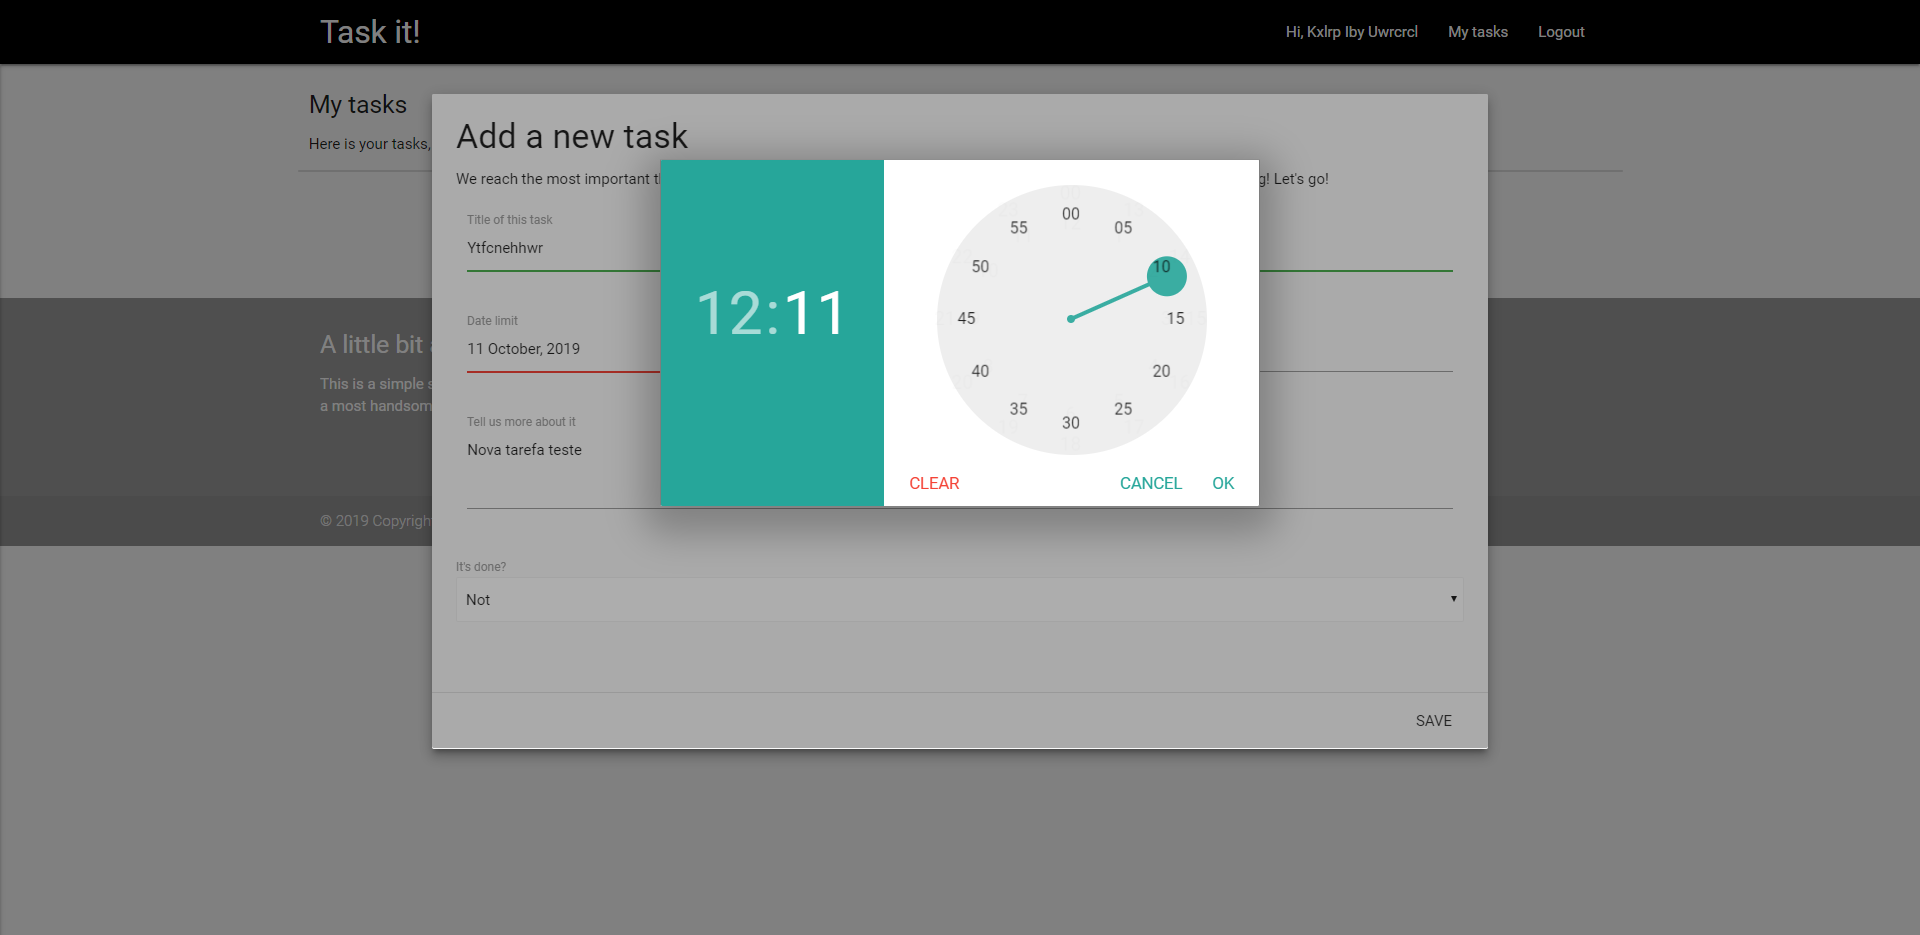 Task it!
Hi, Kxlrp Iby Uwrcrcl
My tasks
Logout
My tasks
Here is your tasks,
Add a new task
We reach the most important
g! Let's go!
Title of this task
Ytfcnehhwr
Date limit
11 October, 2019
Tell us more about it
Nova tarefa teste
12:11
00
05
10
15
20
25
30
35
40
45
50
55
CLEAR
CANCEL
OK
A little bit
This is a simple
a most handsom
© 2019 Copyrigh
It's done?
Not
SAVE